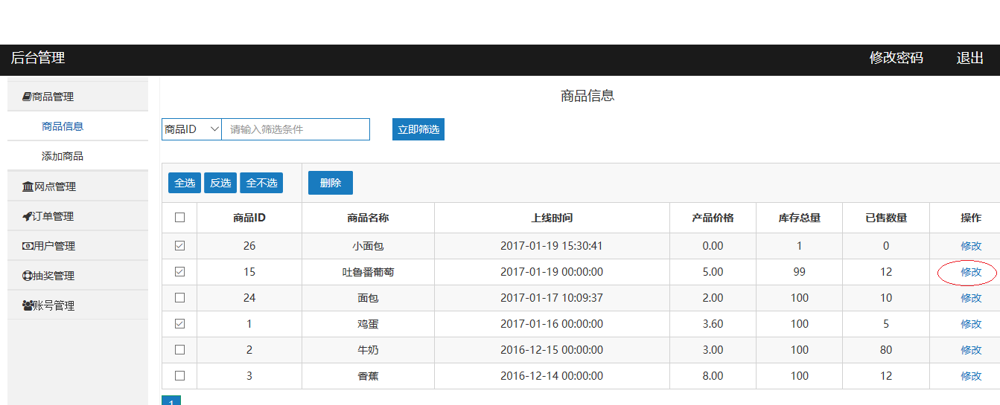 后台管理 修改密码 退出
商品管理
商品信息
添加商品
网点管理
订单管理
用户管理
抽奖管理
账号管理
商品信息
商品ID 请输入筛选条件 立即筛选
全选 反选 全不选 删除
商品ID 商品名称 上线时间 产品价格 库存总量 已售数量 操作
26 小面包 2017-01-19 15:30:41 0.00 1 0 修改
15 吐鲁番葡萄 2017-01-19 00:00:00 5.00 99 12 修改
24 面包 2017-01-17 10:09:37 2.00 100 10 修改
1 鸡蛋 2017-01-16 00:00:00 3.60 100 5 修改
2 牛奶 2016-12-15 00:00:00 3.00 100 80 修改
3 香蕉 2016-12-14 00:00:00 8.00 100 12 修改
1